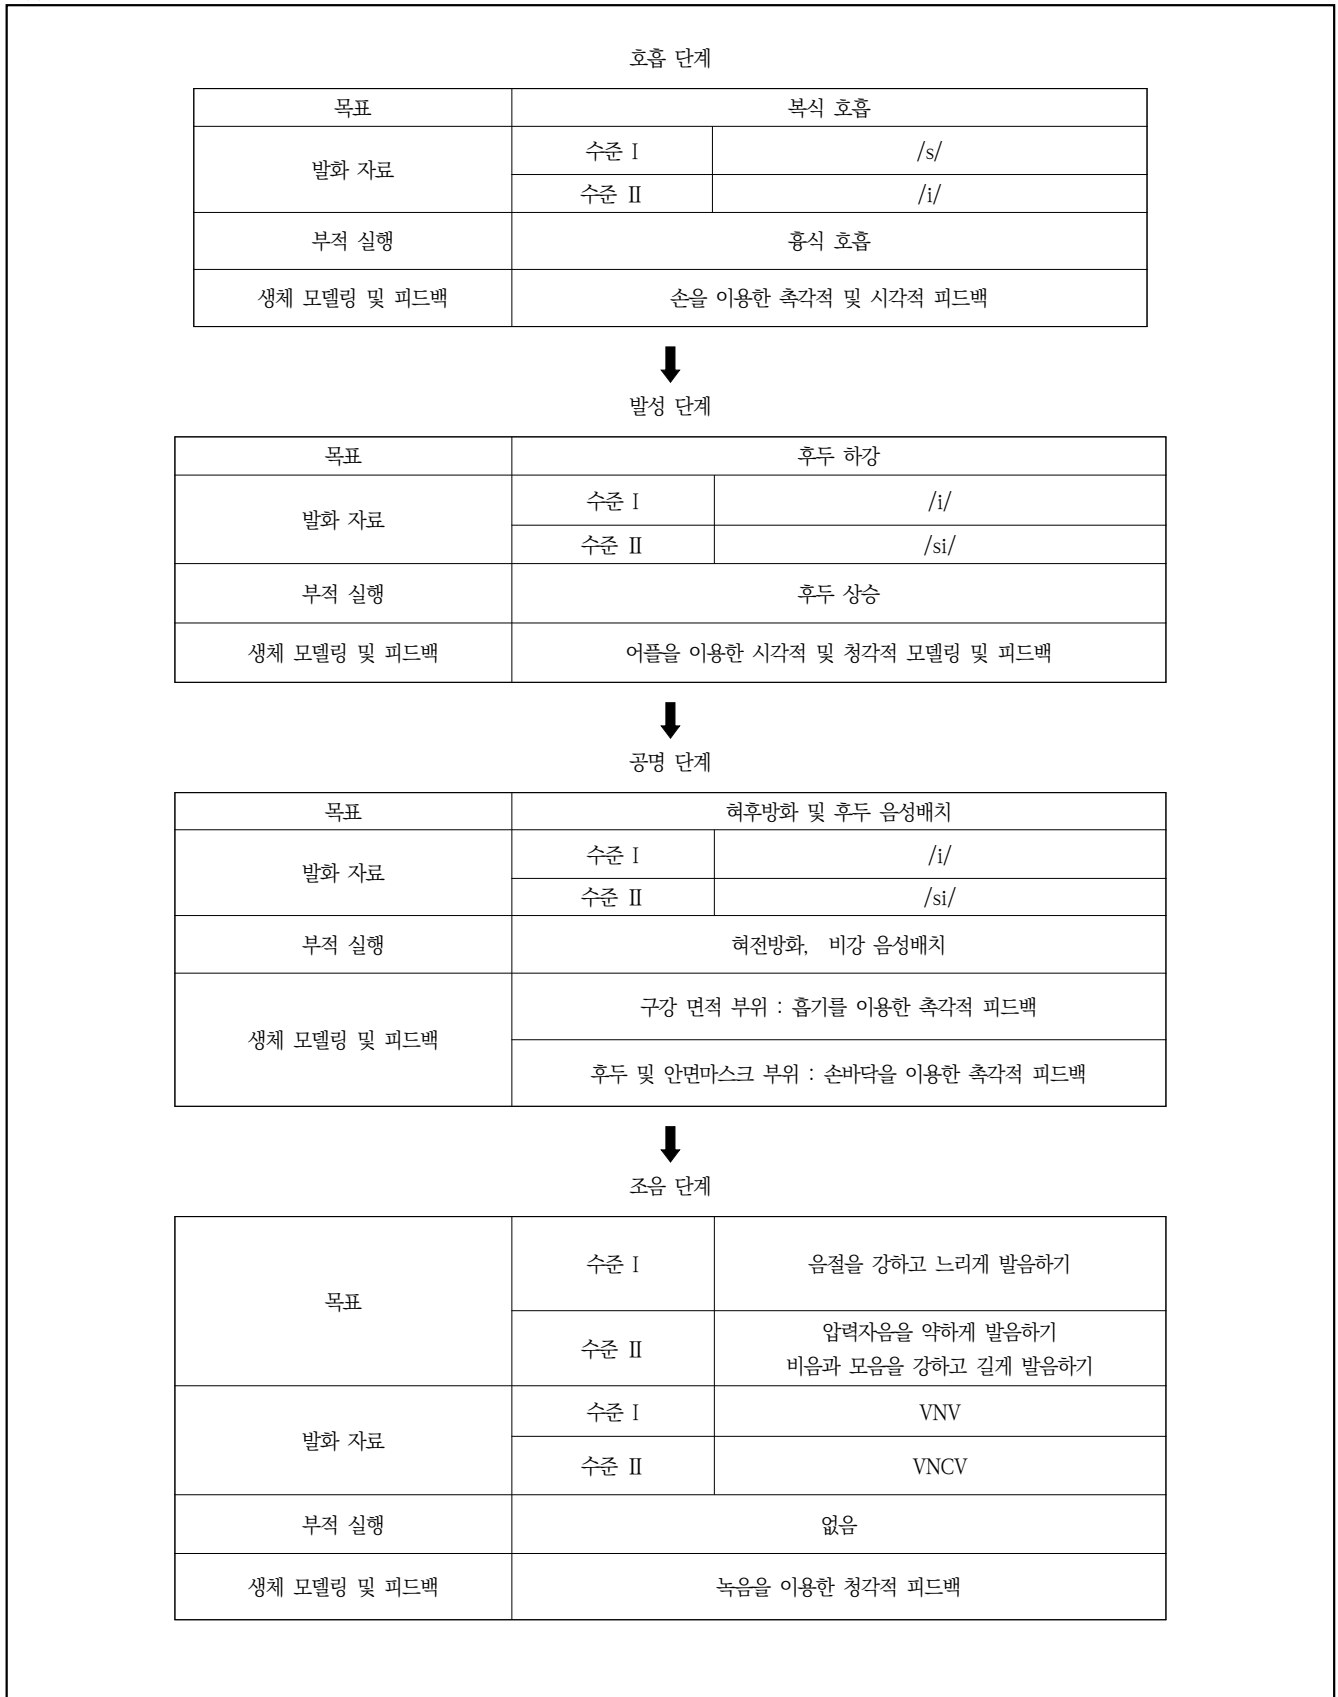 호흡 단계
목표 복식 호흡
발화 자료 수준 Ⅰ /s/
수준 Ⅱ /i/
부적 실행 흉식 호흡
생체 모델링 및 피드백 손을 이용한 촉각적 및 시각적 피드백
발성 단계
목표 후두 하강
발화 자료 수준 Ⅰ /i/
수준 Ⅱ /si/
부적 실행 후두 상승
생체 모델링 및 피드백 어플을 이용한 시각적 및 청각적 모델링 및 피드백
공명 단계
목표 혀후방화 및 후두 음성배치
발화 자료 수준 Ⅰ /i/
수준 Ⅱ /si/
부적 실행 혀전방화, 비강 음성배치
생체 모델링 및 피드백 구강 면적 부위 : 흡기를 이용한 촉각적 피드백
후두 및 안면마스크 부위 : 손바닥을 이용한 촉각적 피드백
조음 단계
목표 수준 Ⅰ 음절을 강하고 느리게 발음하기
수준 Ⅱ 압력자음을 약하게 발음하기
비음과 모음을 강하고 길게 발음하기
발화 자료 수준 Ⅰ VNV
수준 Ⅱ VNCV
부적 실행 없음
생체 모델링 및 피드백 녹음을 이용한 청각적 피드백